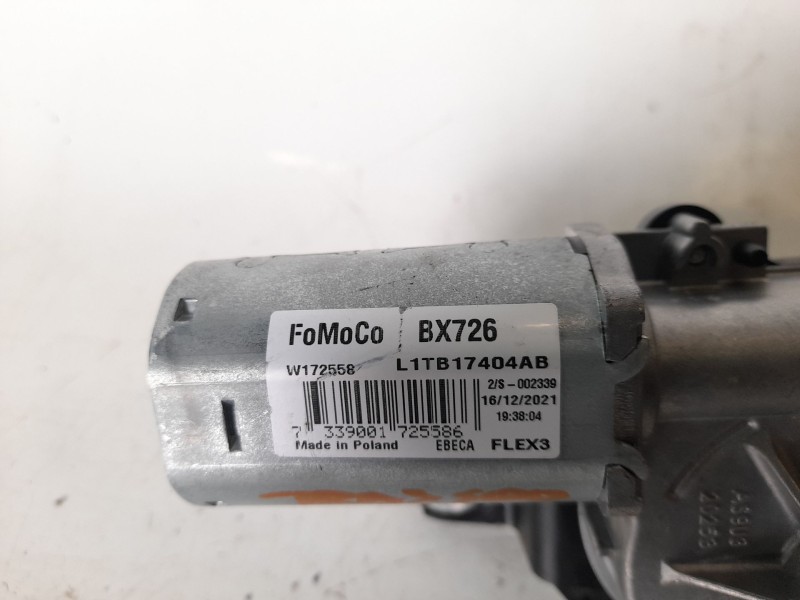 FoMoCo BX726
W172558 L1TB17404AB
2/S-002339
16/12/2021
19:38:04
7 339001 725586
Made in Poland EBECA FLEX3